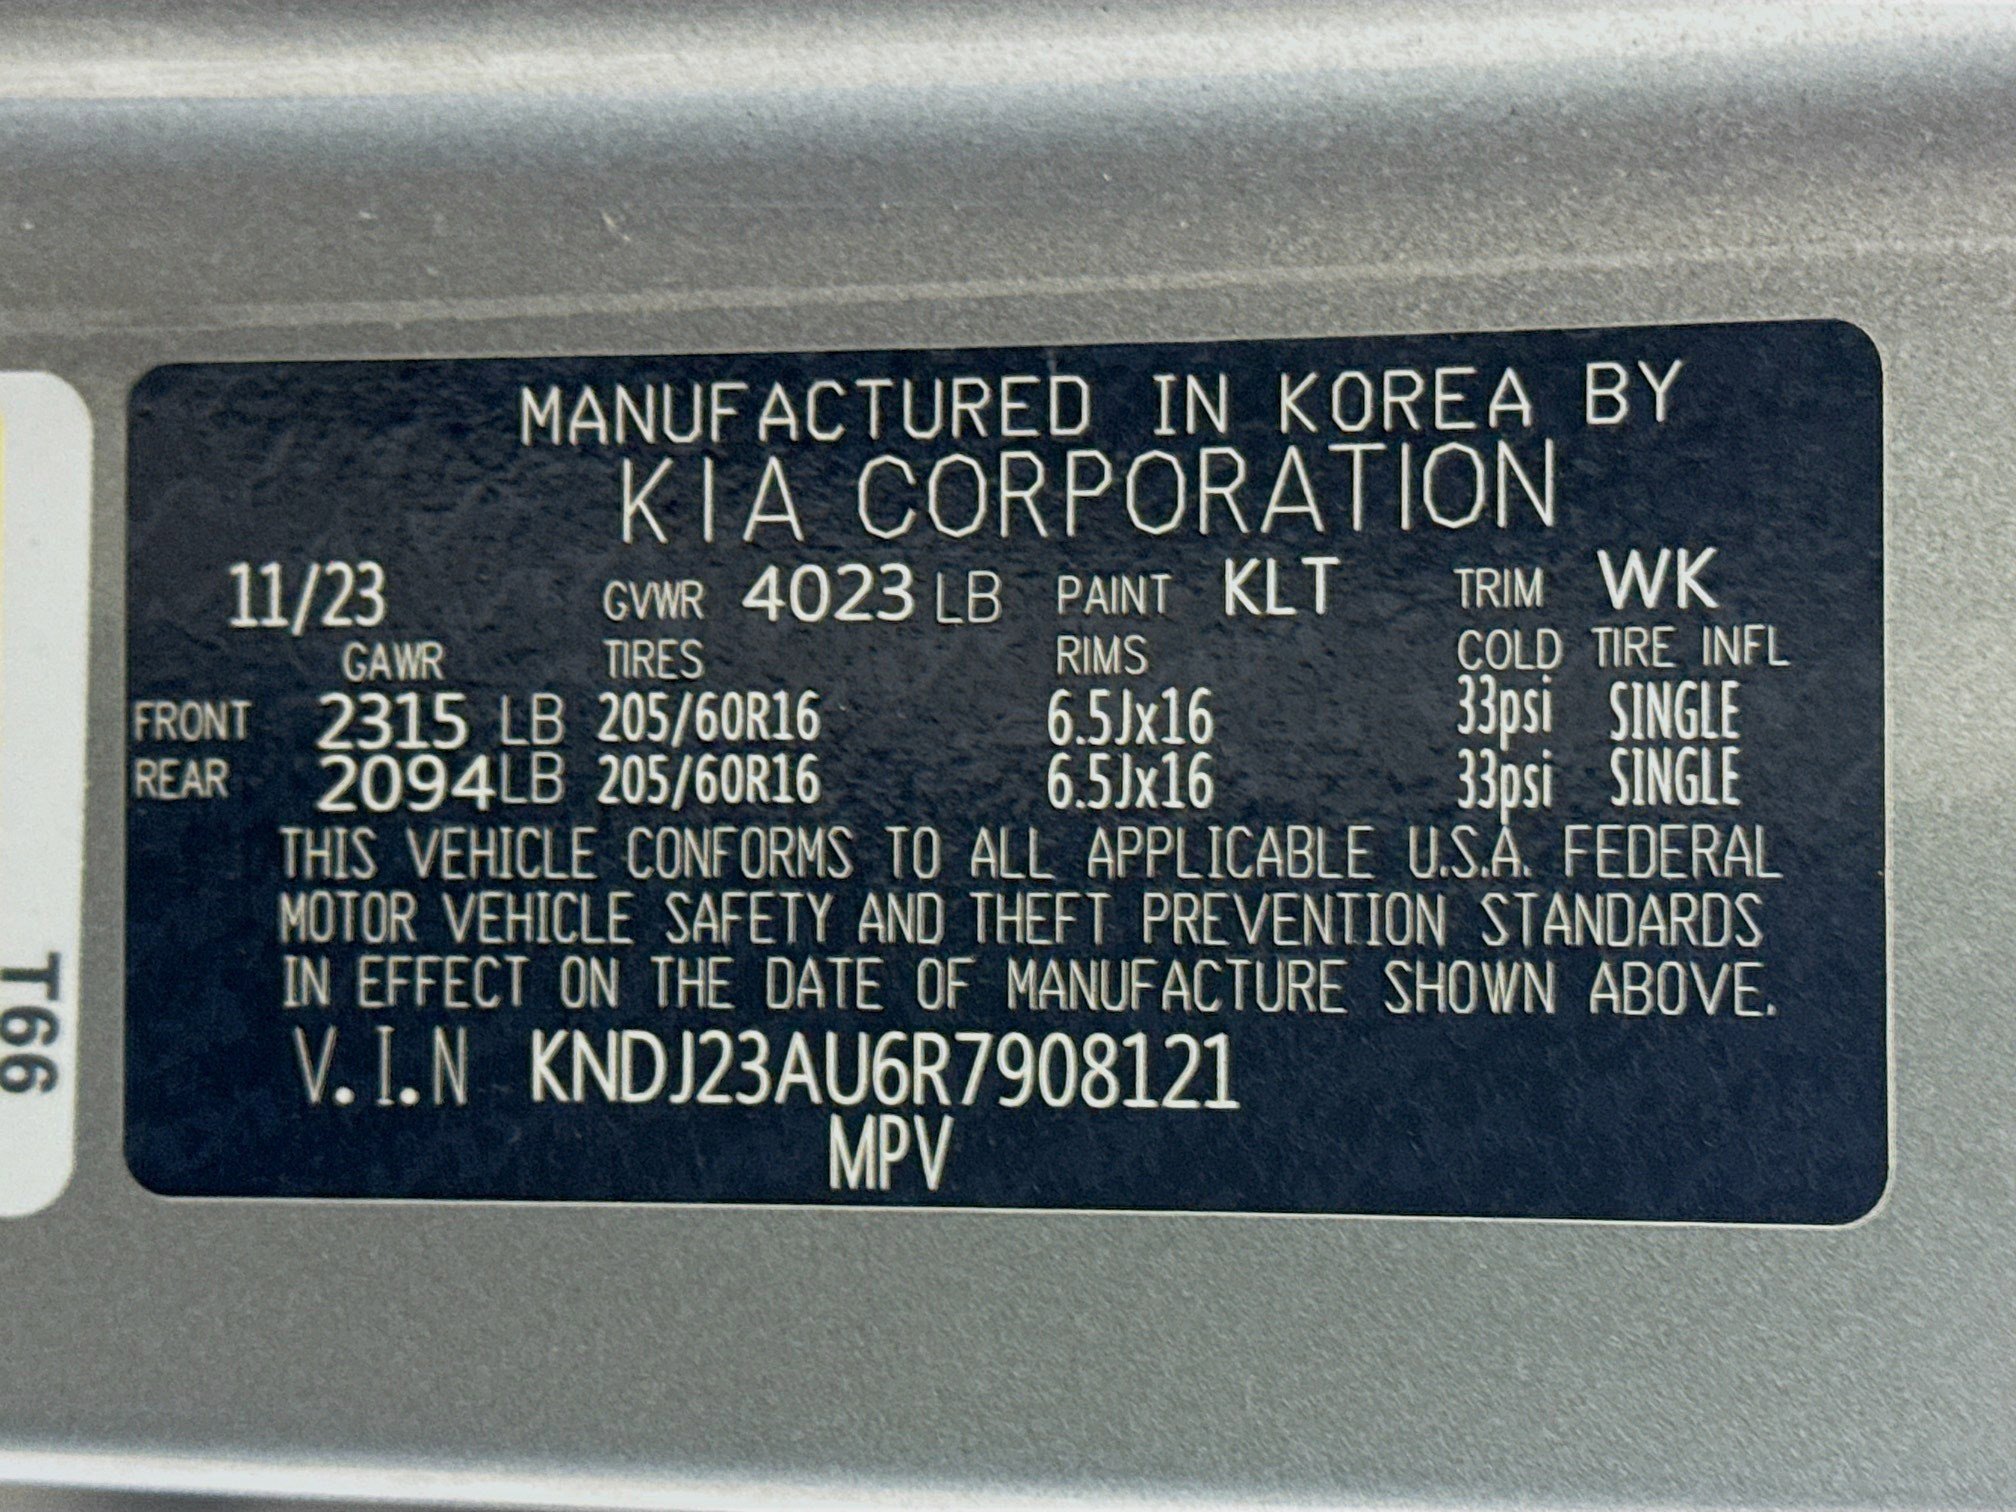 MANUFACTURED IN KOREA BY
KIA CORPORATION
11/23 GVWR 4023 LB PAINT KLT TRIM WK
GAWR TIRES RIMS COLD TIRE INFL
FRONT 2315 LB 205/60R16 6.5Jx16 33psi SINGLE
REAR 2094 LB 205/60R16 6.5Jx16 33psi SINGLE
THIS VEHICLE CONFORMS TO ALL APPLICABLE U.S.A. FEDERAL
MOTOR VEHICLE SAFETY AND THEFT PREVENTION STANDARDS
IN EFFECT ON THE DATE OF MANUFACTURE SHOWN ABOVE.
V.I.N KNDJ23AU6R7908121
MPV
T66